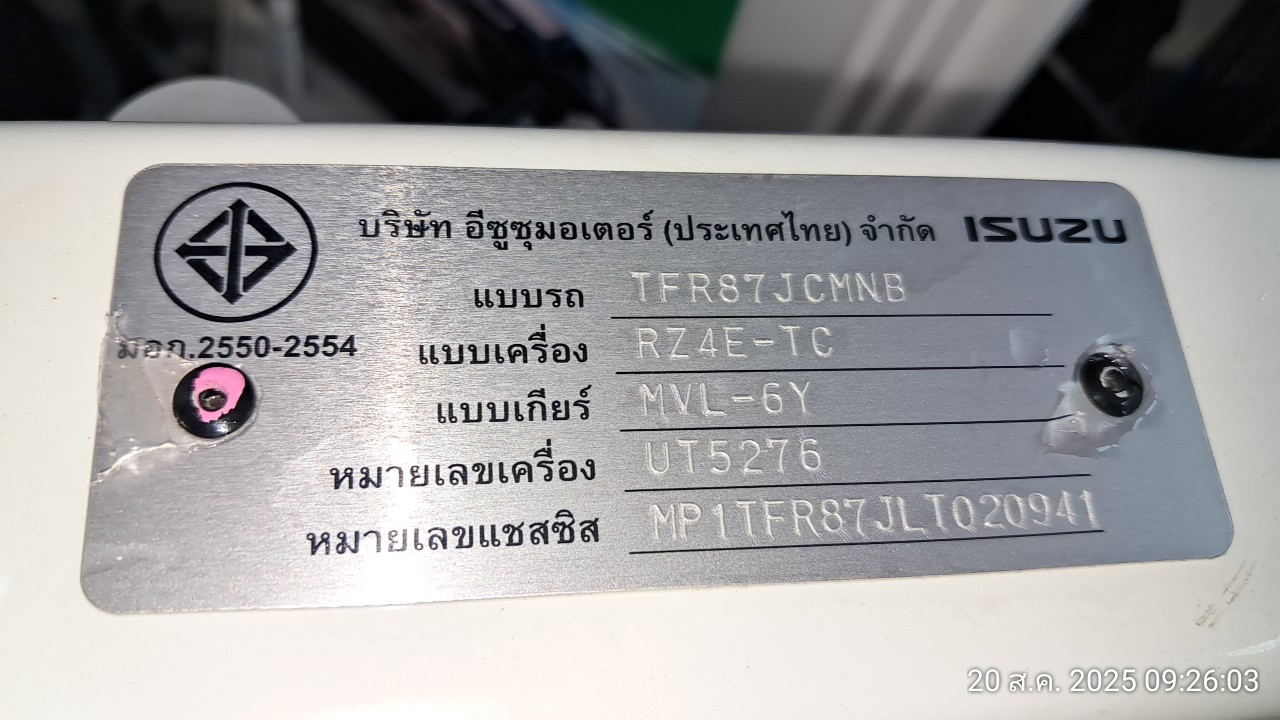 บริษัท อีซูซุมอเตอร์ (ประเทศไทย) จำกัด ISUZU
แบบรถ TFR87JCMNB
มอก.2550-2554
แบบเครื่อง RZ4E-TC
แบบเกียร์ MVL-6Y
หมายเลขเครื่อง UT5276
หมายเลขแชสซิส MP1TFR87JLT020941
20 ส.ค. 2025 09:26:03